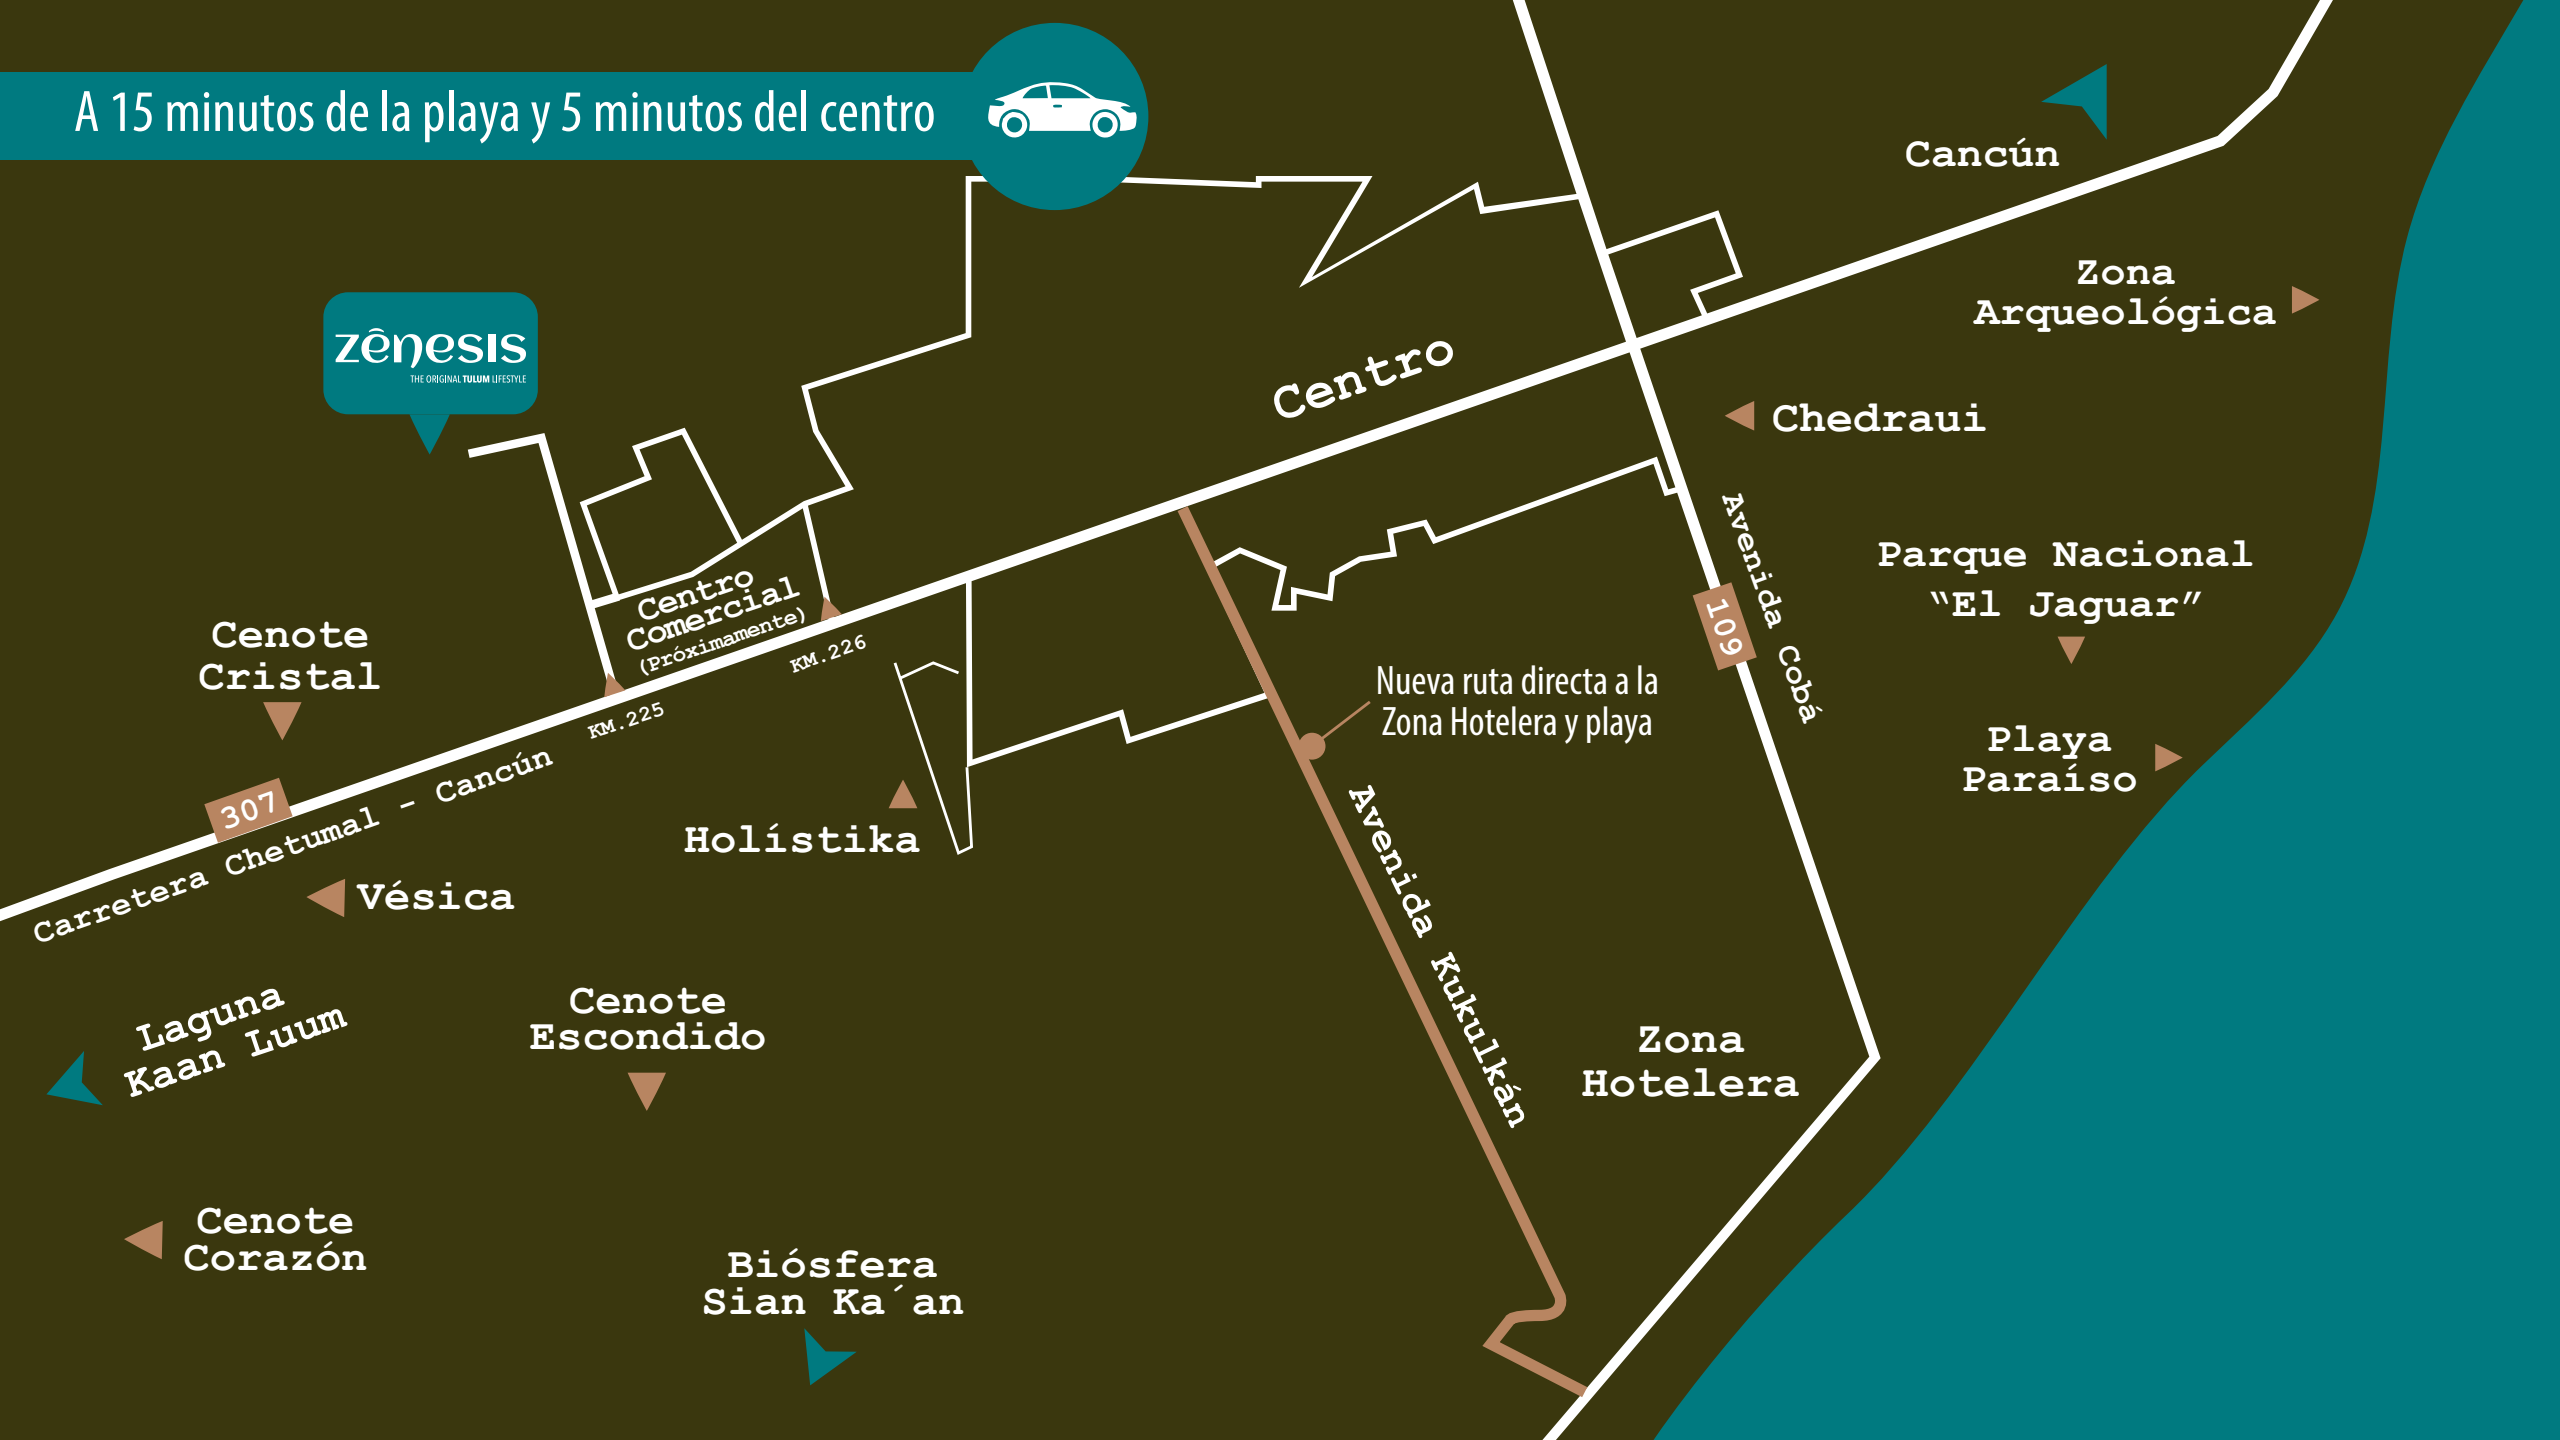 A 15 minutos de la playa y 5 minutos del centro
Cancún
Zona
Arqueológica
zênesis
THE ORIGINAL TULUM LIFESTYLE
Centro
Chedraui
Avenida Cobá
109
Parque Nacional
“El Jaguar”
Centro
Comercial
(Próximamente)
KM.226
KM.225
Cenote
Cristal
Nueva ruta directa a la
Zona Hotelera y playa
Playa
Paraíso
307
Carretera Chetumal - Cancún
Holístika
Avenida Kukulkán
Vésica
Laguna
Kaan Luum
Cenote
Escondido
Zona
Hotelera
Cenote
Corazón
Biósfera
Sian Ka´an